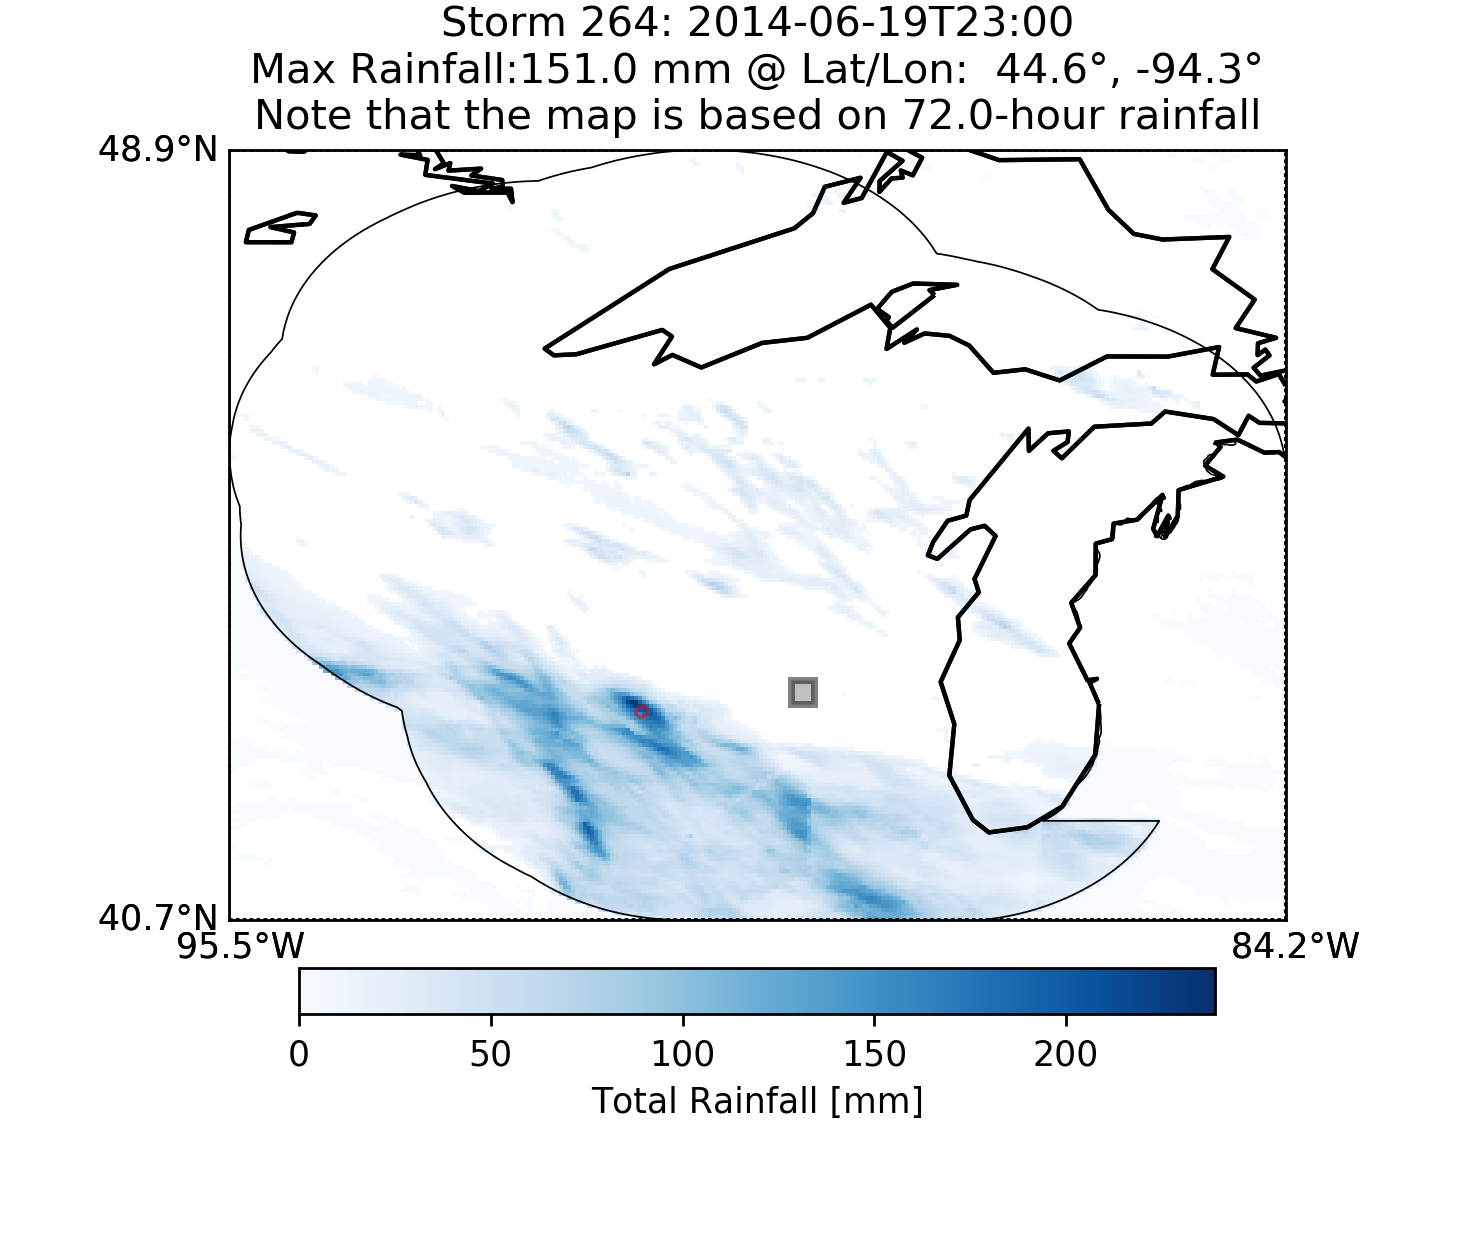 Storm 264: 2014-06-19T23:00
Max Rainfall:151.0 mm @ Lat/Lon:  44.6°, -94.3°
Note that the map is based on 72.0-hour rainfall
48.9°N
40.7°N
95.5°W
84.2°W
0
50
100
150
200
Total Rainfall [mm]